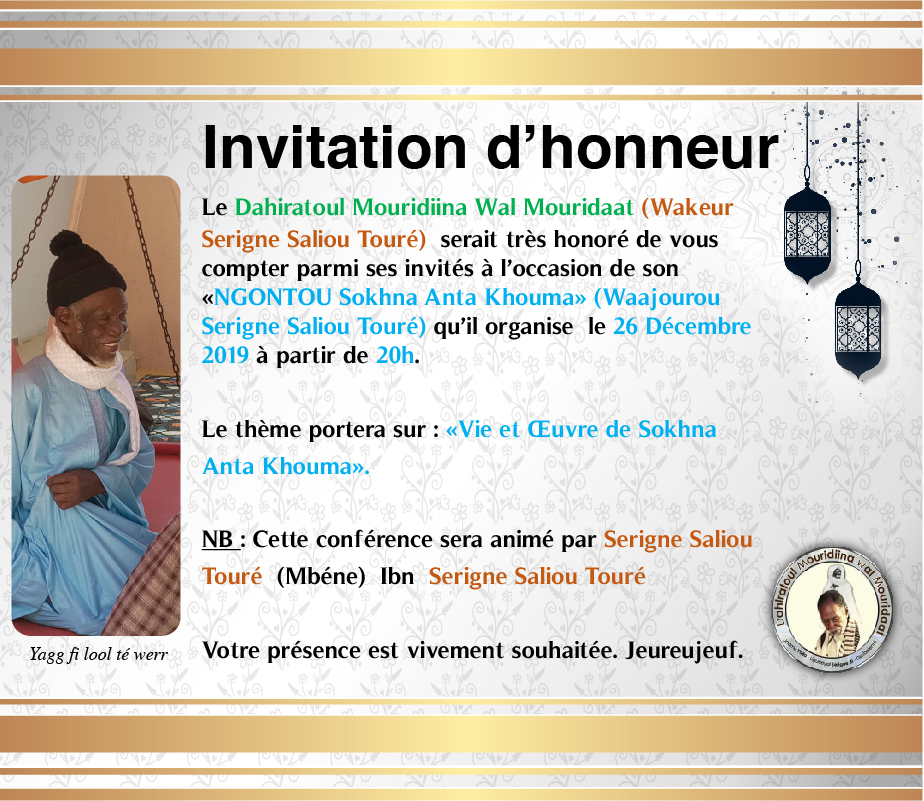 Invitation d’honneur
Le Dahiratoul Mouridiina Wal Mouridaat (Wakeur
Serigne Saliou Touré) serait très honoré de vous
compter parmi ses invités à l’occasion de son
«NGONTOU Sokhna Anta Khouma» (Waajourou
Serigne Saliou Touré) qu’il organise le 26 Décembre
2019 à partir de 20h.
Le thème portera sur : «Vie et Œuvre de Sokhna
Anta Khouma».
NB : Cette conférence sera animé par Serigne Saliou
Touré (Mbéne) Ibn Serigne Saliou Touré
Votre présence est vivement souhaitée. Jeureujeuf.
Yagg fi lool té werr
Dahiratoul Mouridiina Wal Mouridaat